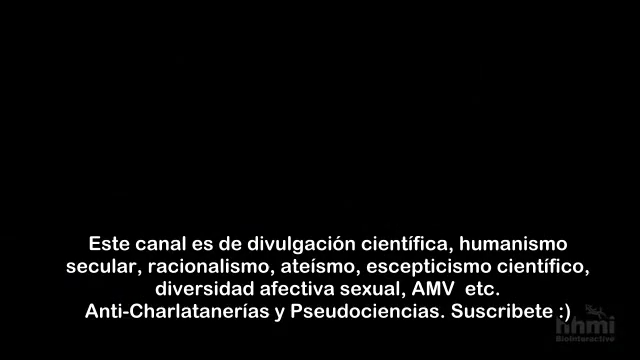 Este canal es de divulgación científica, humanismo
secular, racionalismo, ateísmo, escepticismo científico,
diversidad afectiva sexual, AMV  etc.
Anti-Charlatanerías y Pseudociencias. Suscribete :)
hhmi
BioInteractive